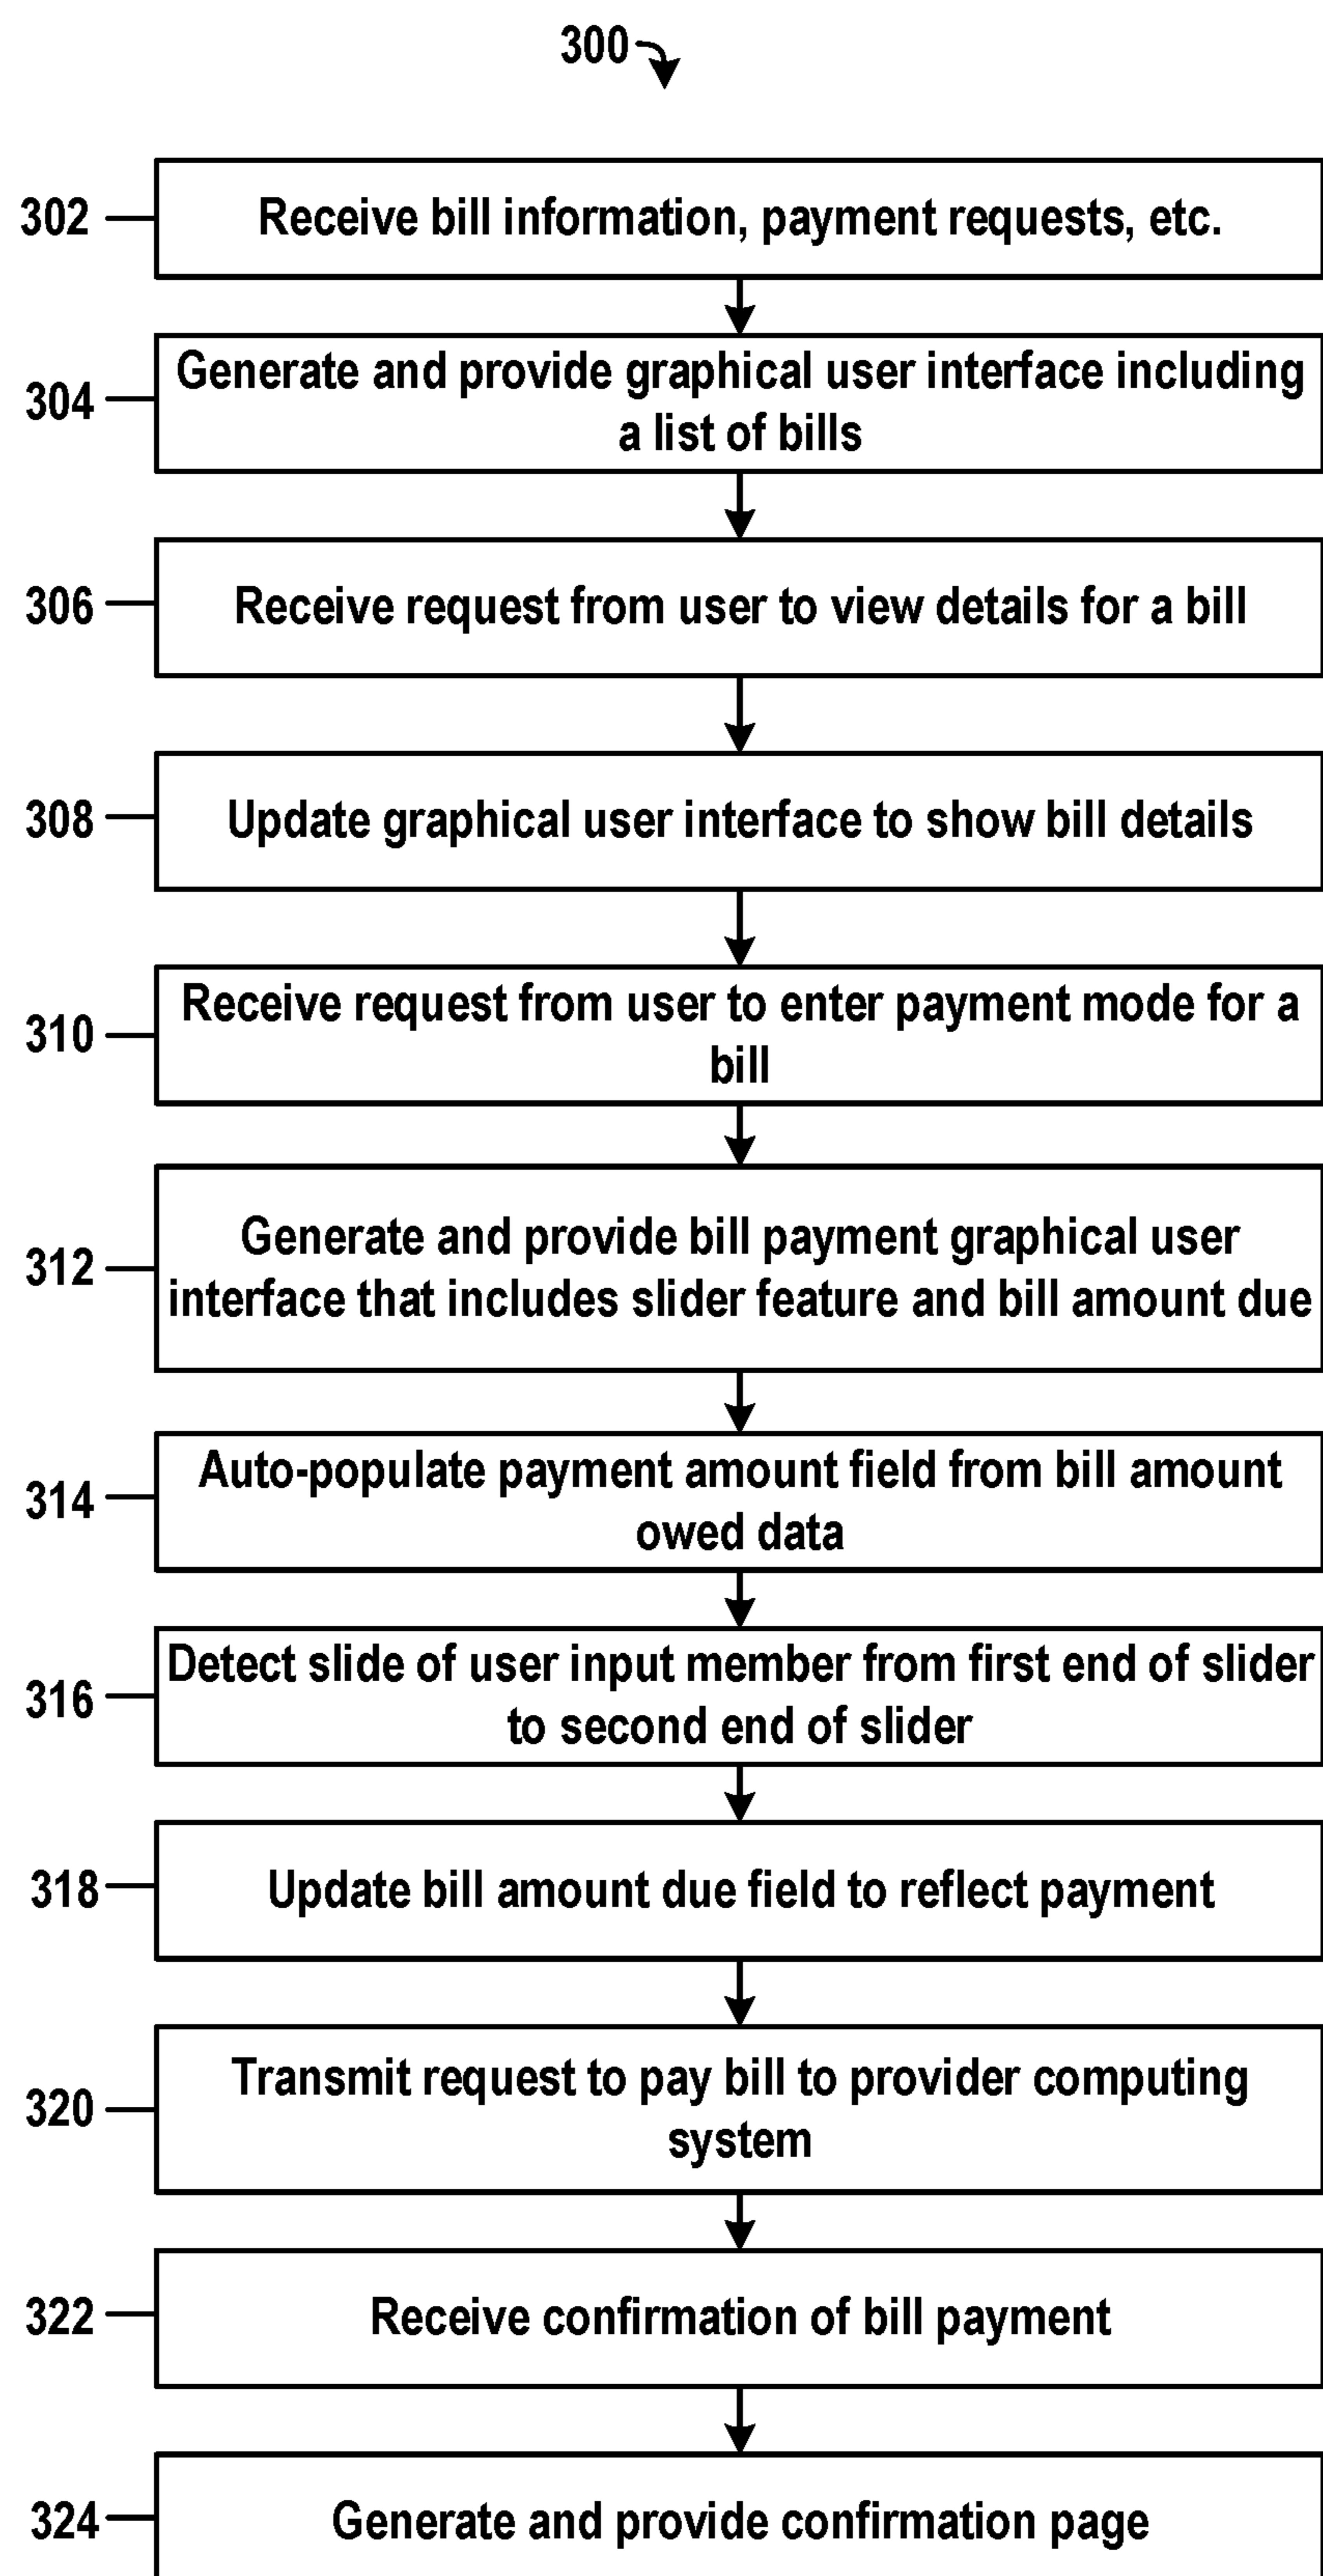 300
302
Receive bill information, payment requests, etc.
304
Generate and provide graphical user interface including
a list of bills
306
Receive request from user to view details for a bill
308
Update graphical user interface to show bill details
310
Receive request from user to enter payment mode for a
bill
312
Generate and provide bill payment graphical user
interface that includes slider feature and bill amount due
314
Auto-populate payment amount field from bill amount
owed data
316
Detect slide of user input member from first end of slider
to second end of slider
318
Update bill amount due field to reflect payment
320
Transmit request to pay bill to provider computing
system
322
Receive confirmation of bill payment
324
Generate and provide confirmation page